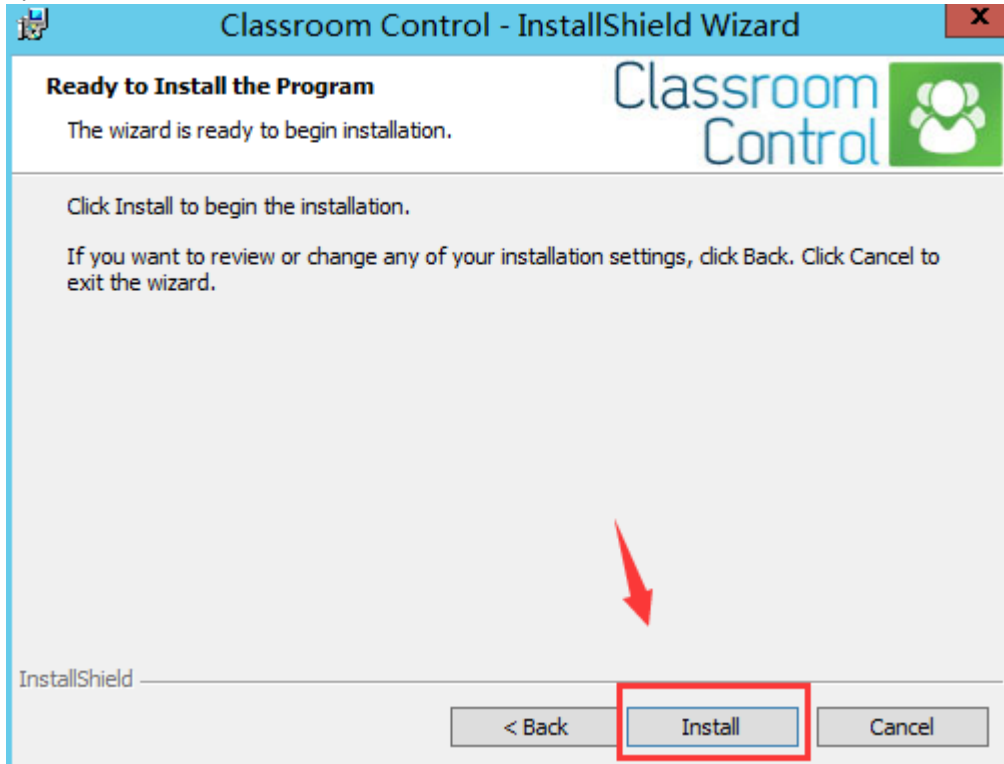 Classroom Control - InstallShield Wizard
x
Ready to Install the Program
The wizard is ready to begin installation.
Classroom
Control
Click Install to begin the installation.
If you want to review or change any of your installation settings, click Back. Click Cancel to
exit the wizard.
InstallShield
< Back
Install
Cancel